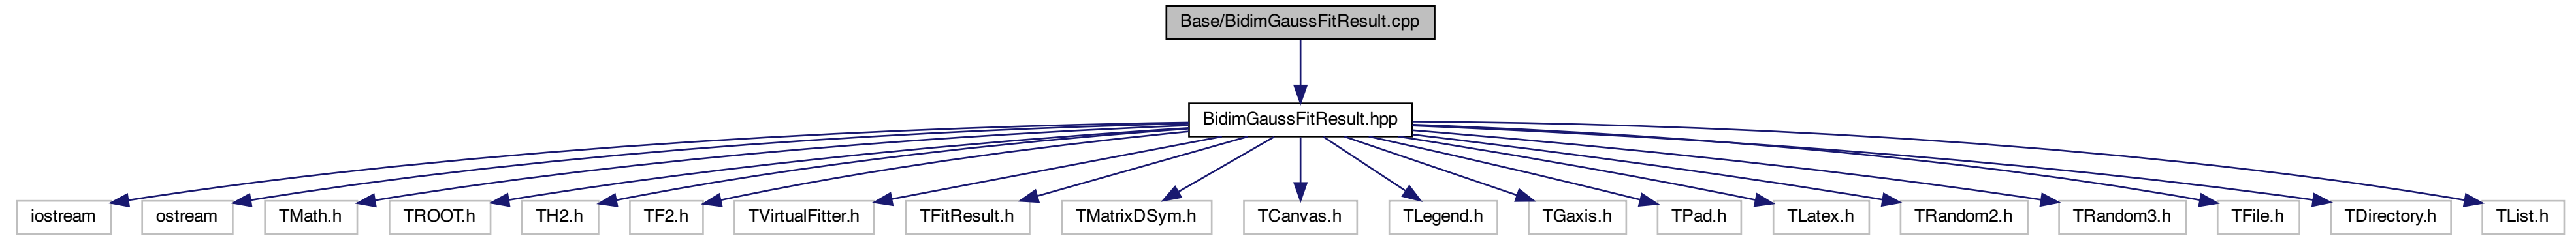 Base/BidimGaussFitResult.cpp
BidimGaussFitResult.hpp
iostream
ostream
TMath.h
TROOT.h
TH2.h
TF2.h
TVirtualFitter.h
TFitResult.h
TMatrixDSym.h
TCanvas.h
TLegend.h
TGaxis.h
TPad.h
TLatex.h
TRandom2.h
TRandom3.h
TFile.h
TDirectory.h
TList.h